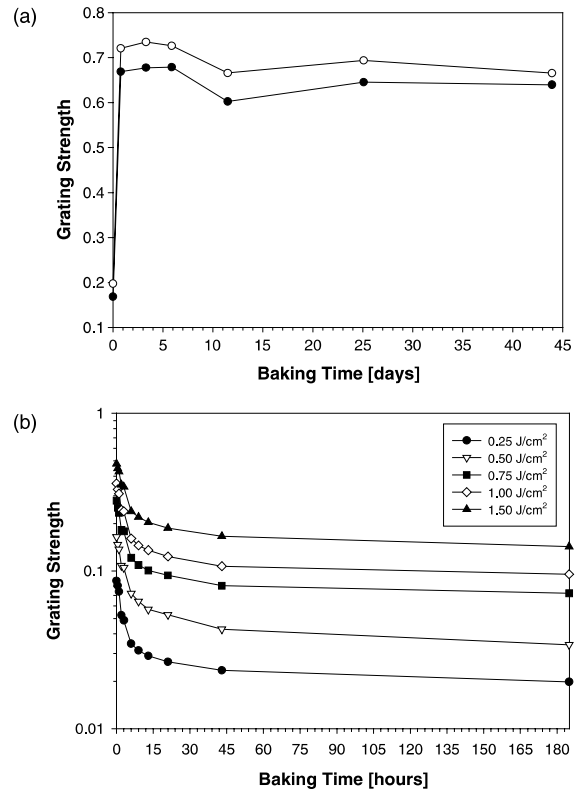 (a)
0.8
0.7
0.6
0.5
0.4
0.3
0.2
0.1
Grating Strength
0 5 10 15 20 25 30 35 40 45
Baking Time [days]
(b)
1
0.1
0.01
Grating Strength
0.25 J/cm²
0.50 J/cm²
0.75 J/cm²
1.00 J/cm²
1.50 J/cm²
0 15 30 45 60 75 90 105 120 135 150 165 180
Baking Time [hours]